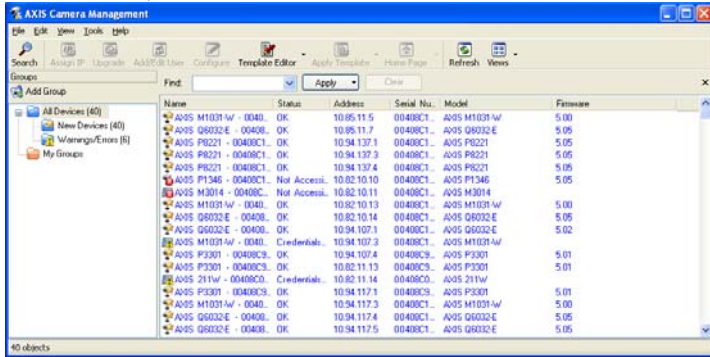 AXIS Camera Management
File Edit View Tools Help
Search Assign IP Upgrade Add/Edit User Configure Template Editor Apply Template Home Page Refresh Views
Groups
Add Group
Find: Apply Clear
All Devices (40)
New Devices (40)
Warnings/Errors (6)
My Groups
Name Status Address Serial Nu... Model Firmware
AXIS M1031-W - 0040... OK 10.85.11.5 00408C1... AXIS M1031-W 5.00
AXIS Q6032-E - 00408... OK 10.85.11.7 00408C1... AXIS Q6032-E 5.05
AXIS P8221 - 00408C1... OK 10.94.137.1 00408C1... AXIS P8221 5.05
AXIS P8221 - 00408C1... OK 10.94.137.3 00408C1... AXIS P8221 5.05
AXIS P8221 - 00408C1... OK 10.94.137.4 00408C1... AXIS P8221 5.05
AXIS P1346 - 00408C1... Not Accessi... 10.82.10.10 00408C1... AXIS P1346 5.05
AXIS M3014 - 00408C... Not Accessi... 10.82.10.11 00408C1... AXIS M3014
AXIS M1031-W - 0040... OK 10.82.10.13 00408C1... AXIS M1031-W 5.00
AXIS Q6032-E - 00408... OK 10.82.10.14 00408C1... AXIS Q6032-E 5.05
AXIS Q6032-E - 00408... OK 10.94.107.1 00408C1... AXIS Q6032-E 5.02
AXIS M1031-W - 0040... Credentials... 10.94.107.3 00408C1... AXIS M1031-W
AXIS P3301 - 00408C9... OK 10.94.107.4 00408C9... AXIS P3301 5.01
AXIS P3301 - 00408C9... OK 10.82.11.13 00408C9... AXIS P3301 5.01
AXIS 211W - 00408C0... Credentials... 10.82.11.14 00408C0... AXIS 211W
AXIS P3301 - 00408C9... OK 10.94.117.1 00408C9... AXIS P3301 5.01
AXIS M1031-W - 0040... OK 10.94.117.3 00408C1... AXIS M1031-W 5.00
AXIS Q6032-E - 00408... OK 10.94.117.4 00408C1... AXIS Q6032-E 5.05
AXIS Q6032-E - 00408... OK 10.94.117.5 00408C1... AXIS Q6032-E 5.05
40 objects